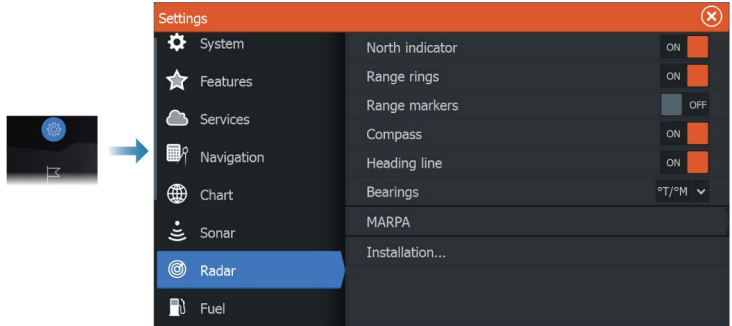 Settings
System
Features
Services
Navigation
Chart
Sonar
Radar
Fuel
North indicator ON
Range rings ON
Range markers OFF
Compass ON
Heading line ON
Bearings °T/°M
MARPA
Installation...